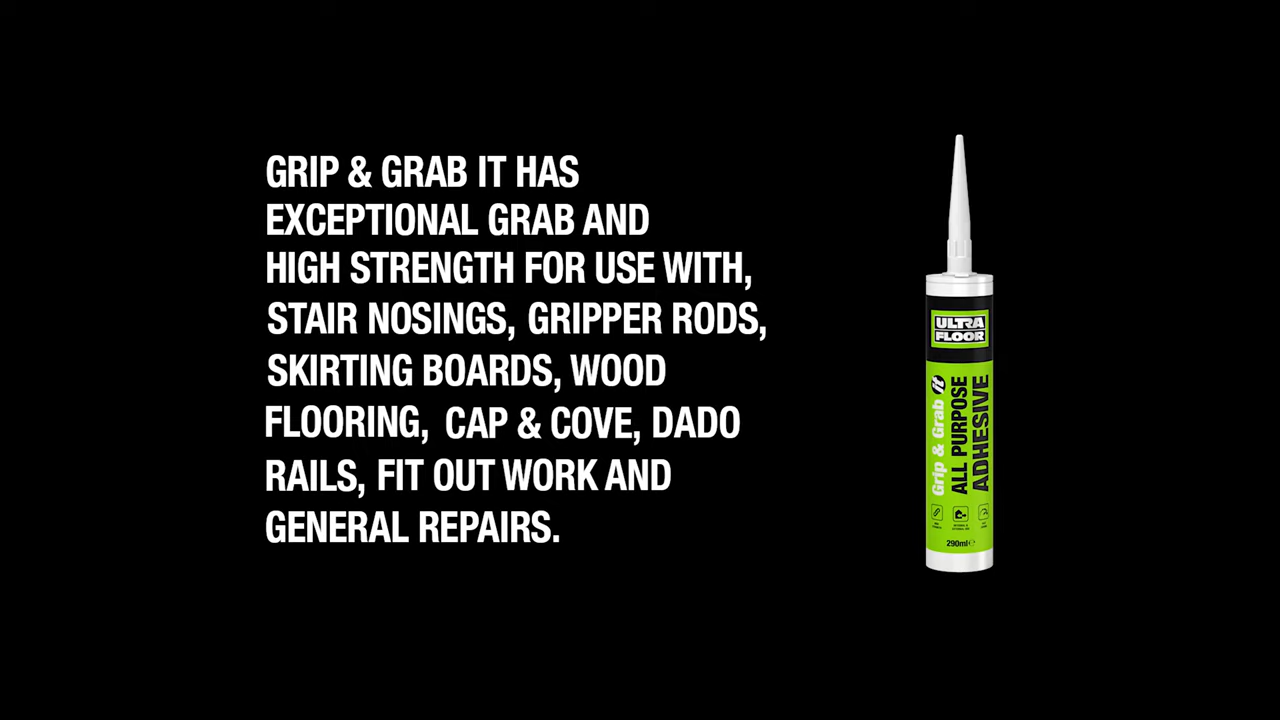 GRIP & GRAB IT HAS
EXCEPTIONAL GRAB AND
HIGH STRENGTH FOR USE WITH,
STAIR NOSINGS, GRIPPER RODS,
SKIRTING BOARDS, WOOD
FLOORING, CAP & COVE, DADO
RAILS, FIT OUT WORK AND
GENERAL REPAIRS.
ULTRA
FLOOR
Grip & Grab it
ALL PURPOSE
ADHESIVE
290ml℮